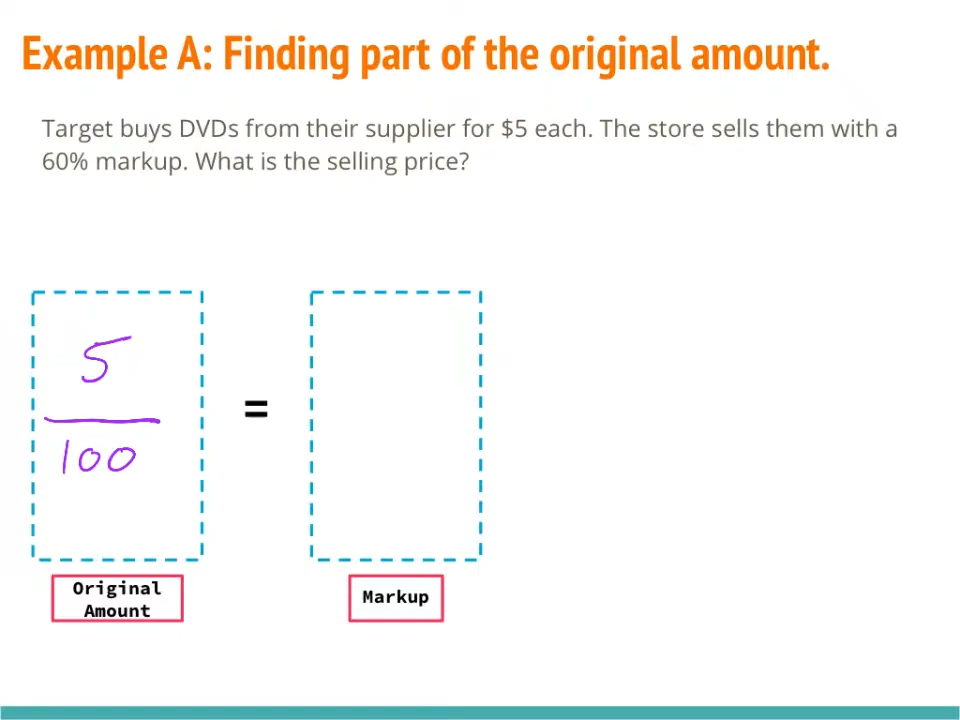 Example A: Finding part of the original amount.
Target buys DVDs from their supplier for $5 each. The store sells them with a
60% markup. What is the selling price?
5
=
100
Original
Amount
Markup